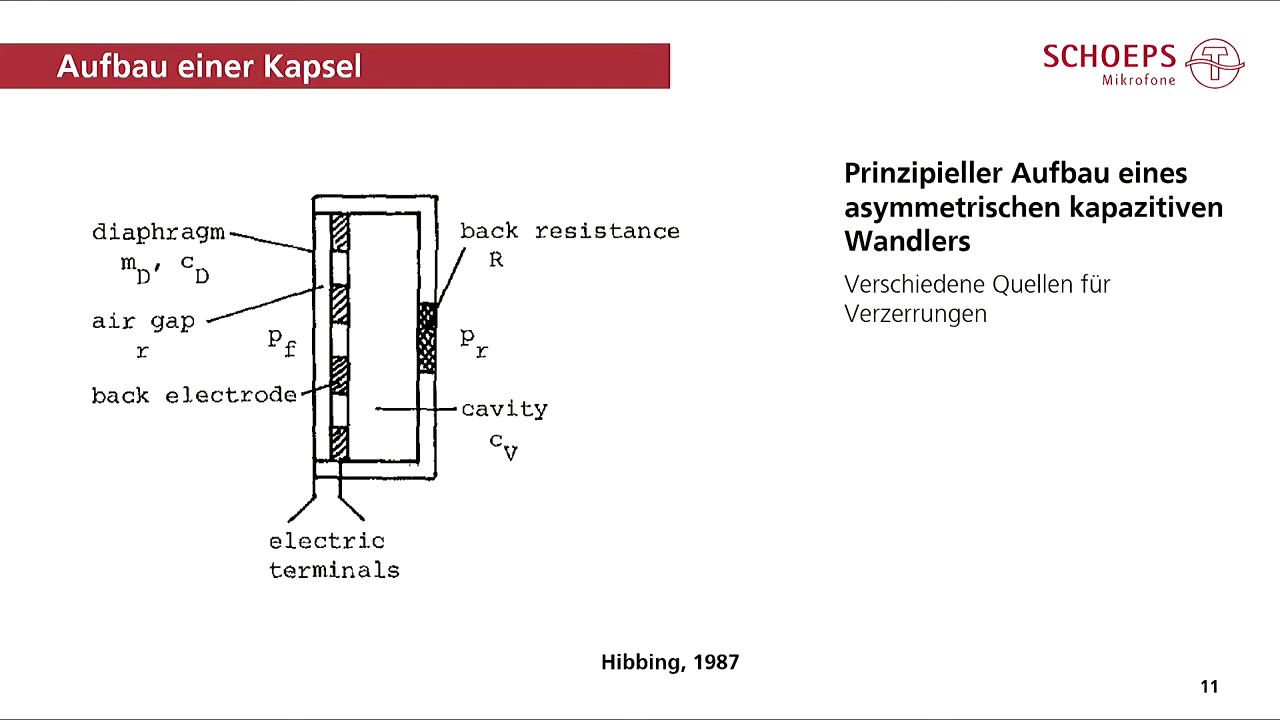 Aufbau einer Kapsel
SCHOEPS
Mikrofone
Prinzipieller Aufbau eines
asymmetrischen kapazitiven
Wandlers
Verschiedene Quellen für
Verzerrungen
diaphragm
m_D, c_D
air gap
r
back electrode
p_f
back resistance
R
p_r
cavity
c_V
electric
terminals
Hibbing, 1987
11